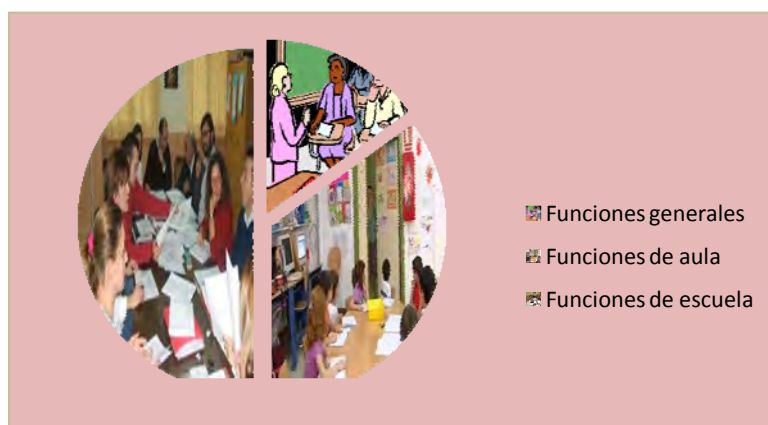 Funciones generales
Funciones de aula
Funciones de escuela